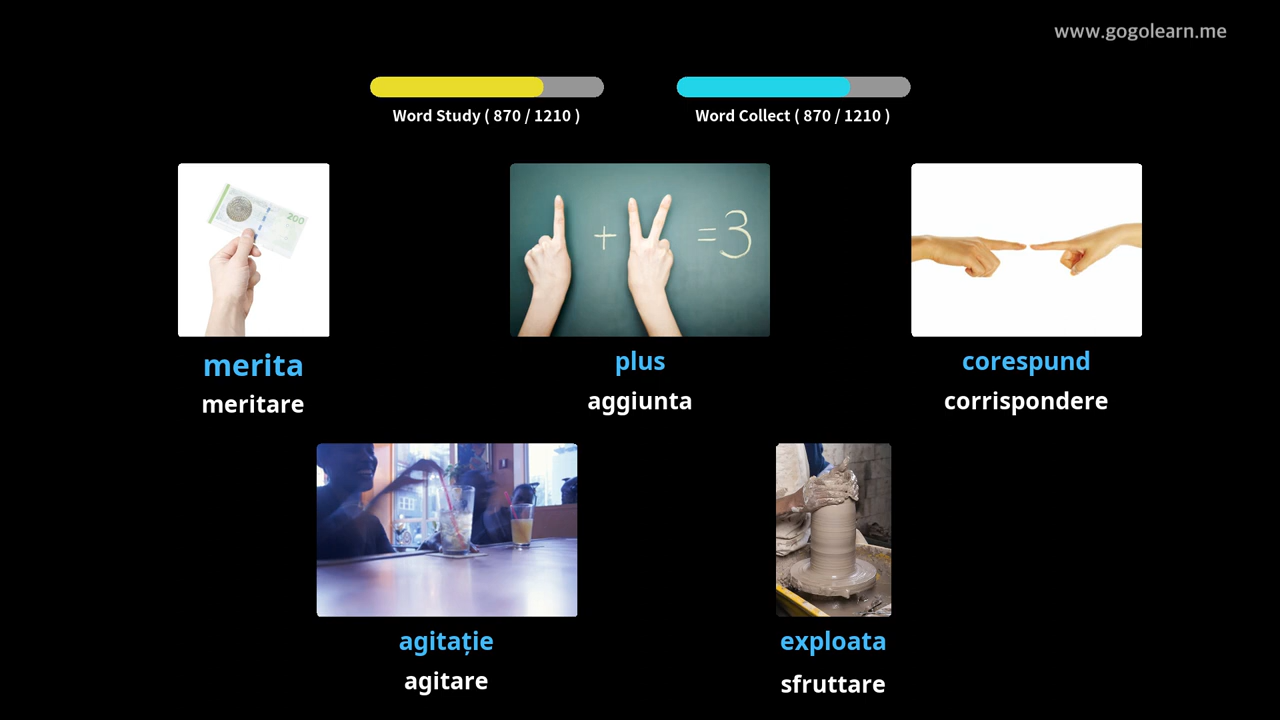 www.gogolearn.me
Word Study ( 870 / 1210 )
Word Collect ( 870 / 1210 )
200
+
=3
merita
meritare
plus
aggiunta
corespund
corrispondere
agitație
agitare
exploata
sfruttare